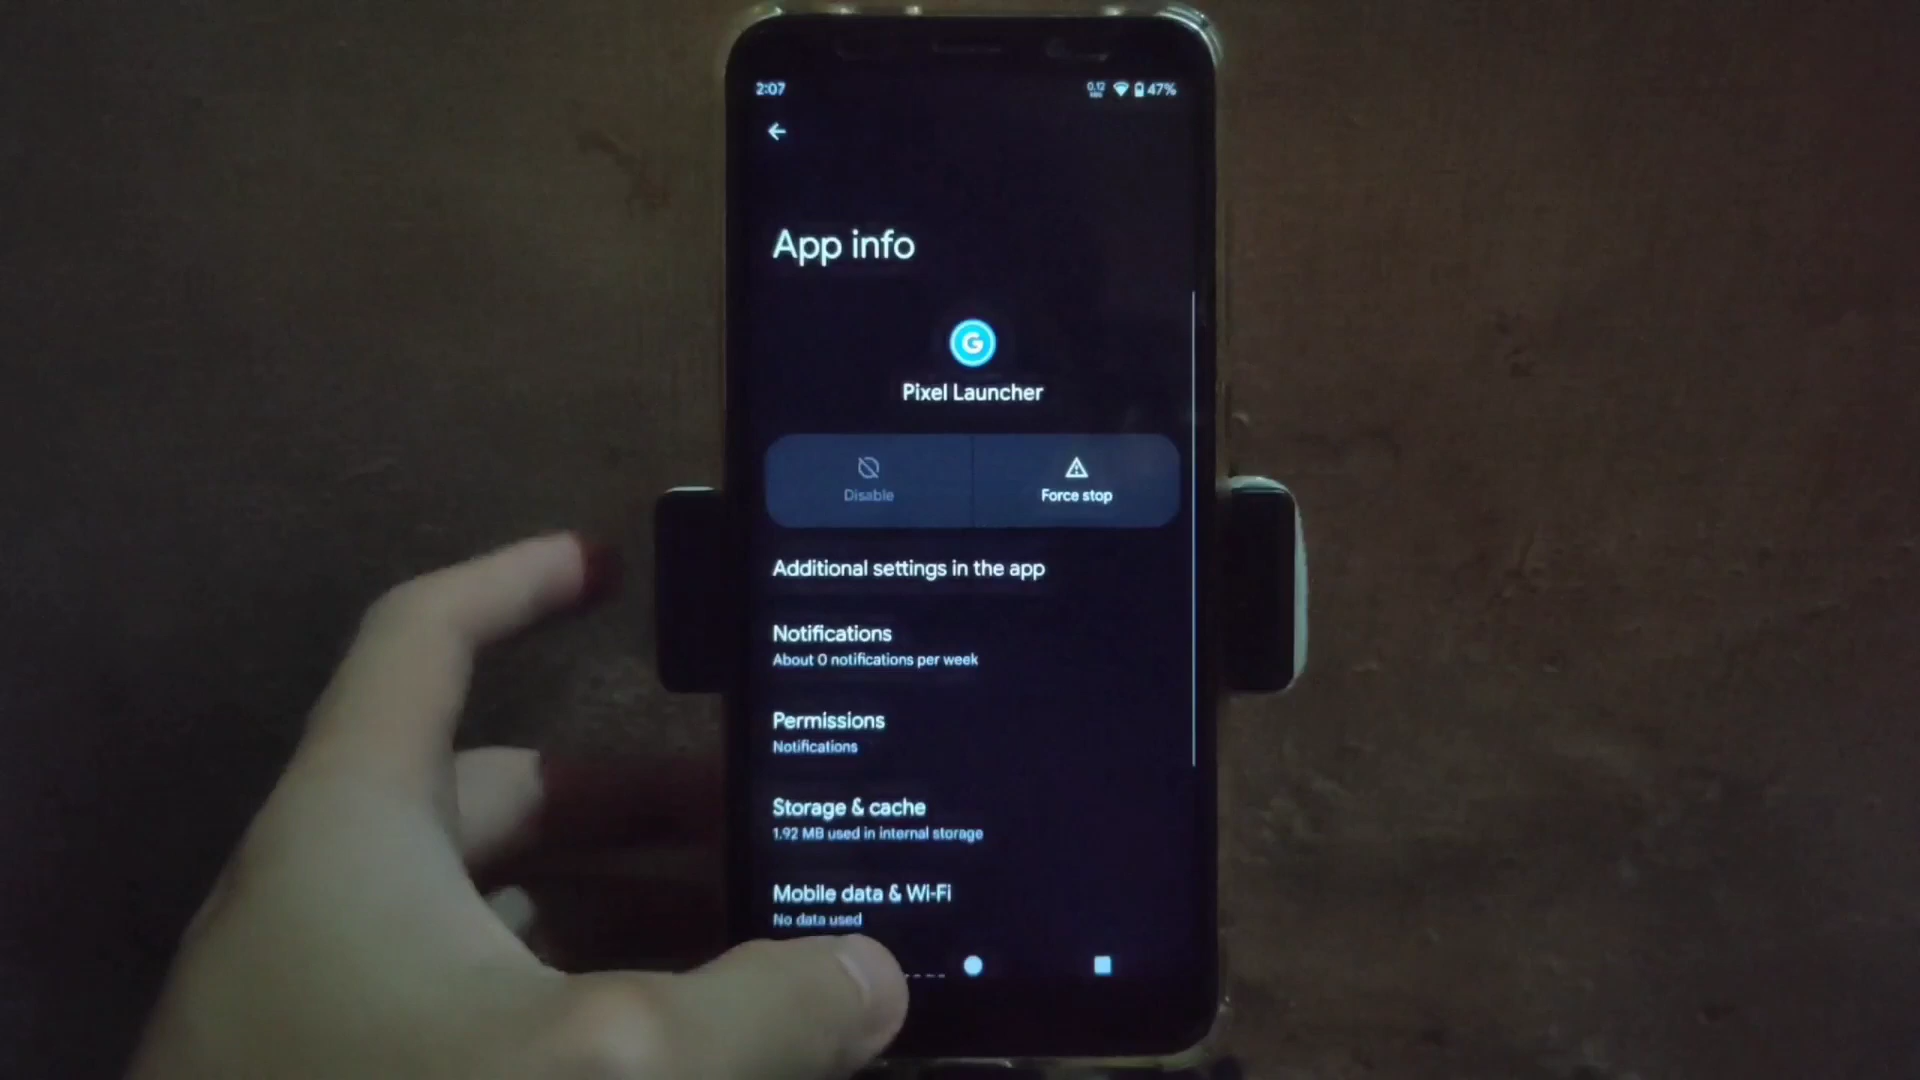 2:07
0.12 47%
App info
G
Pixel Launcher
Disable
Force stop
Additional settings in the app
Notifications
About 0 notifications per week
Permissions
Notifications
Storage & cache
1.92 MB used in internal storage
Mobile data & Wi-Fi
No data used